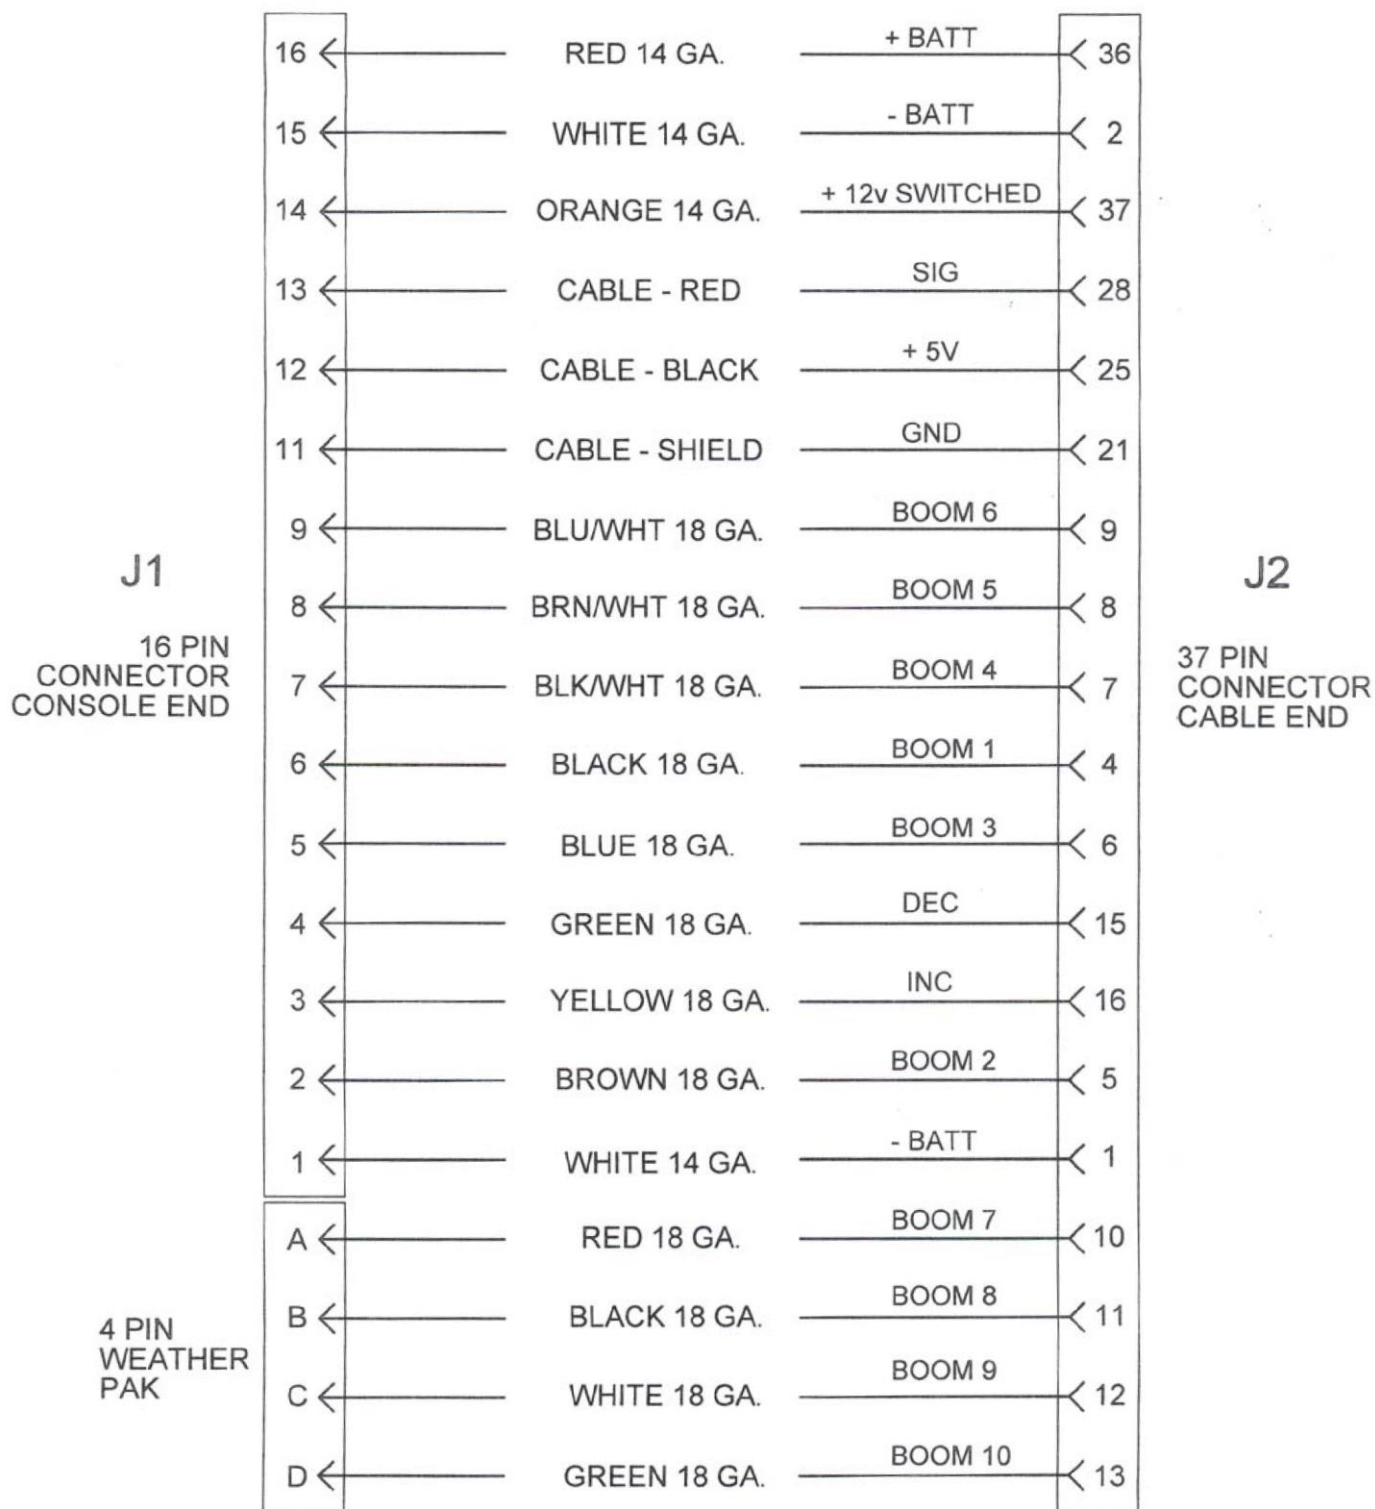 16 RED 14 GA. + BATT 36
15 WHITE 14 GA. - BATT 2
14 ORANGE 14 GA. + 12v SWITCHED 37
13 CABLE - RED SIG 28
12 CABLE - BLACK + 5V 25
11 CABLE - SHIELD GND 21
9 BLU/WHT 18 GA. BOOM 6 9
8 BRN/WHT 18 GA. BOOM 5 8
7 BLK/WHT 18 GA. BOOM 4 7
6 BLACK 18 GA. BOOM 1 4
5 BLUE 18 GA. BOOM 3 6
4 GREEN 18 GA. DEC 15
3 YELLOW 18 GA. INC 16
2 BROWN 18 GA. BOOM 2 5
1 WHITE 14 GA. - BATT 1
A RED 18 GA. BOOM 7 10
B BLACK 18 GA. BOOM 8 11
C WHITE 18 GA. BOOM 9 12
D GREEN 18 GA. BOOM 10 13
J1
16 PIN
CONNECTOR
CONSOLE END
4 PIN
WEATHER
PAK
J2
37 PIN
CONNECTOR
CABLE END